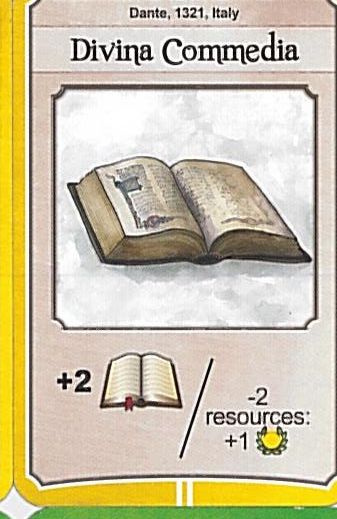 Dante, 1321, Italy
Divina Commedia
+2 / -2
resources:
+1